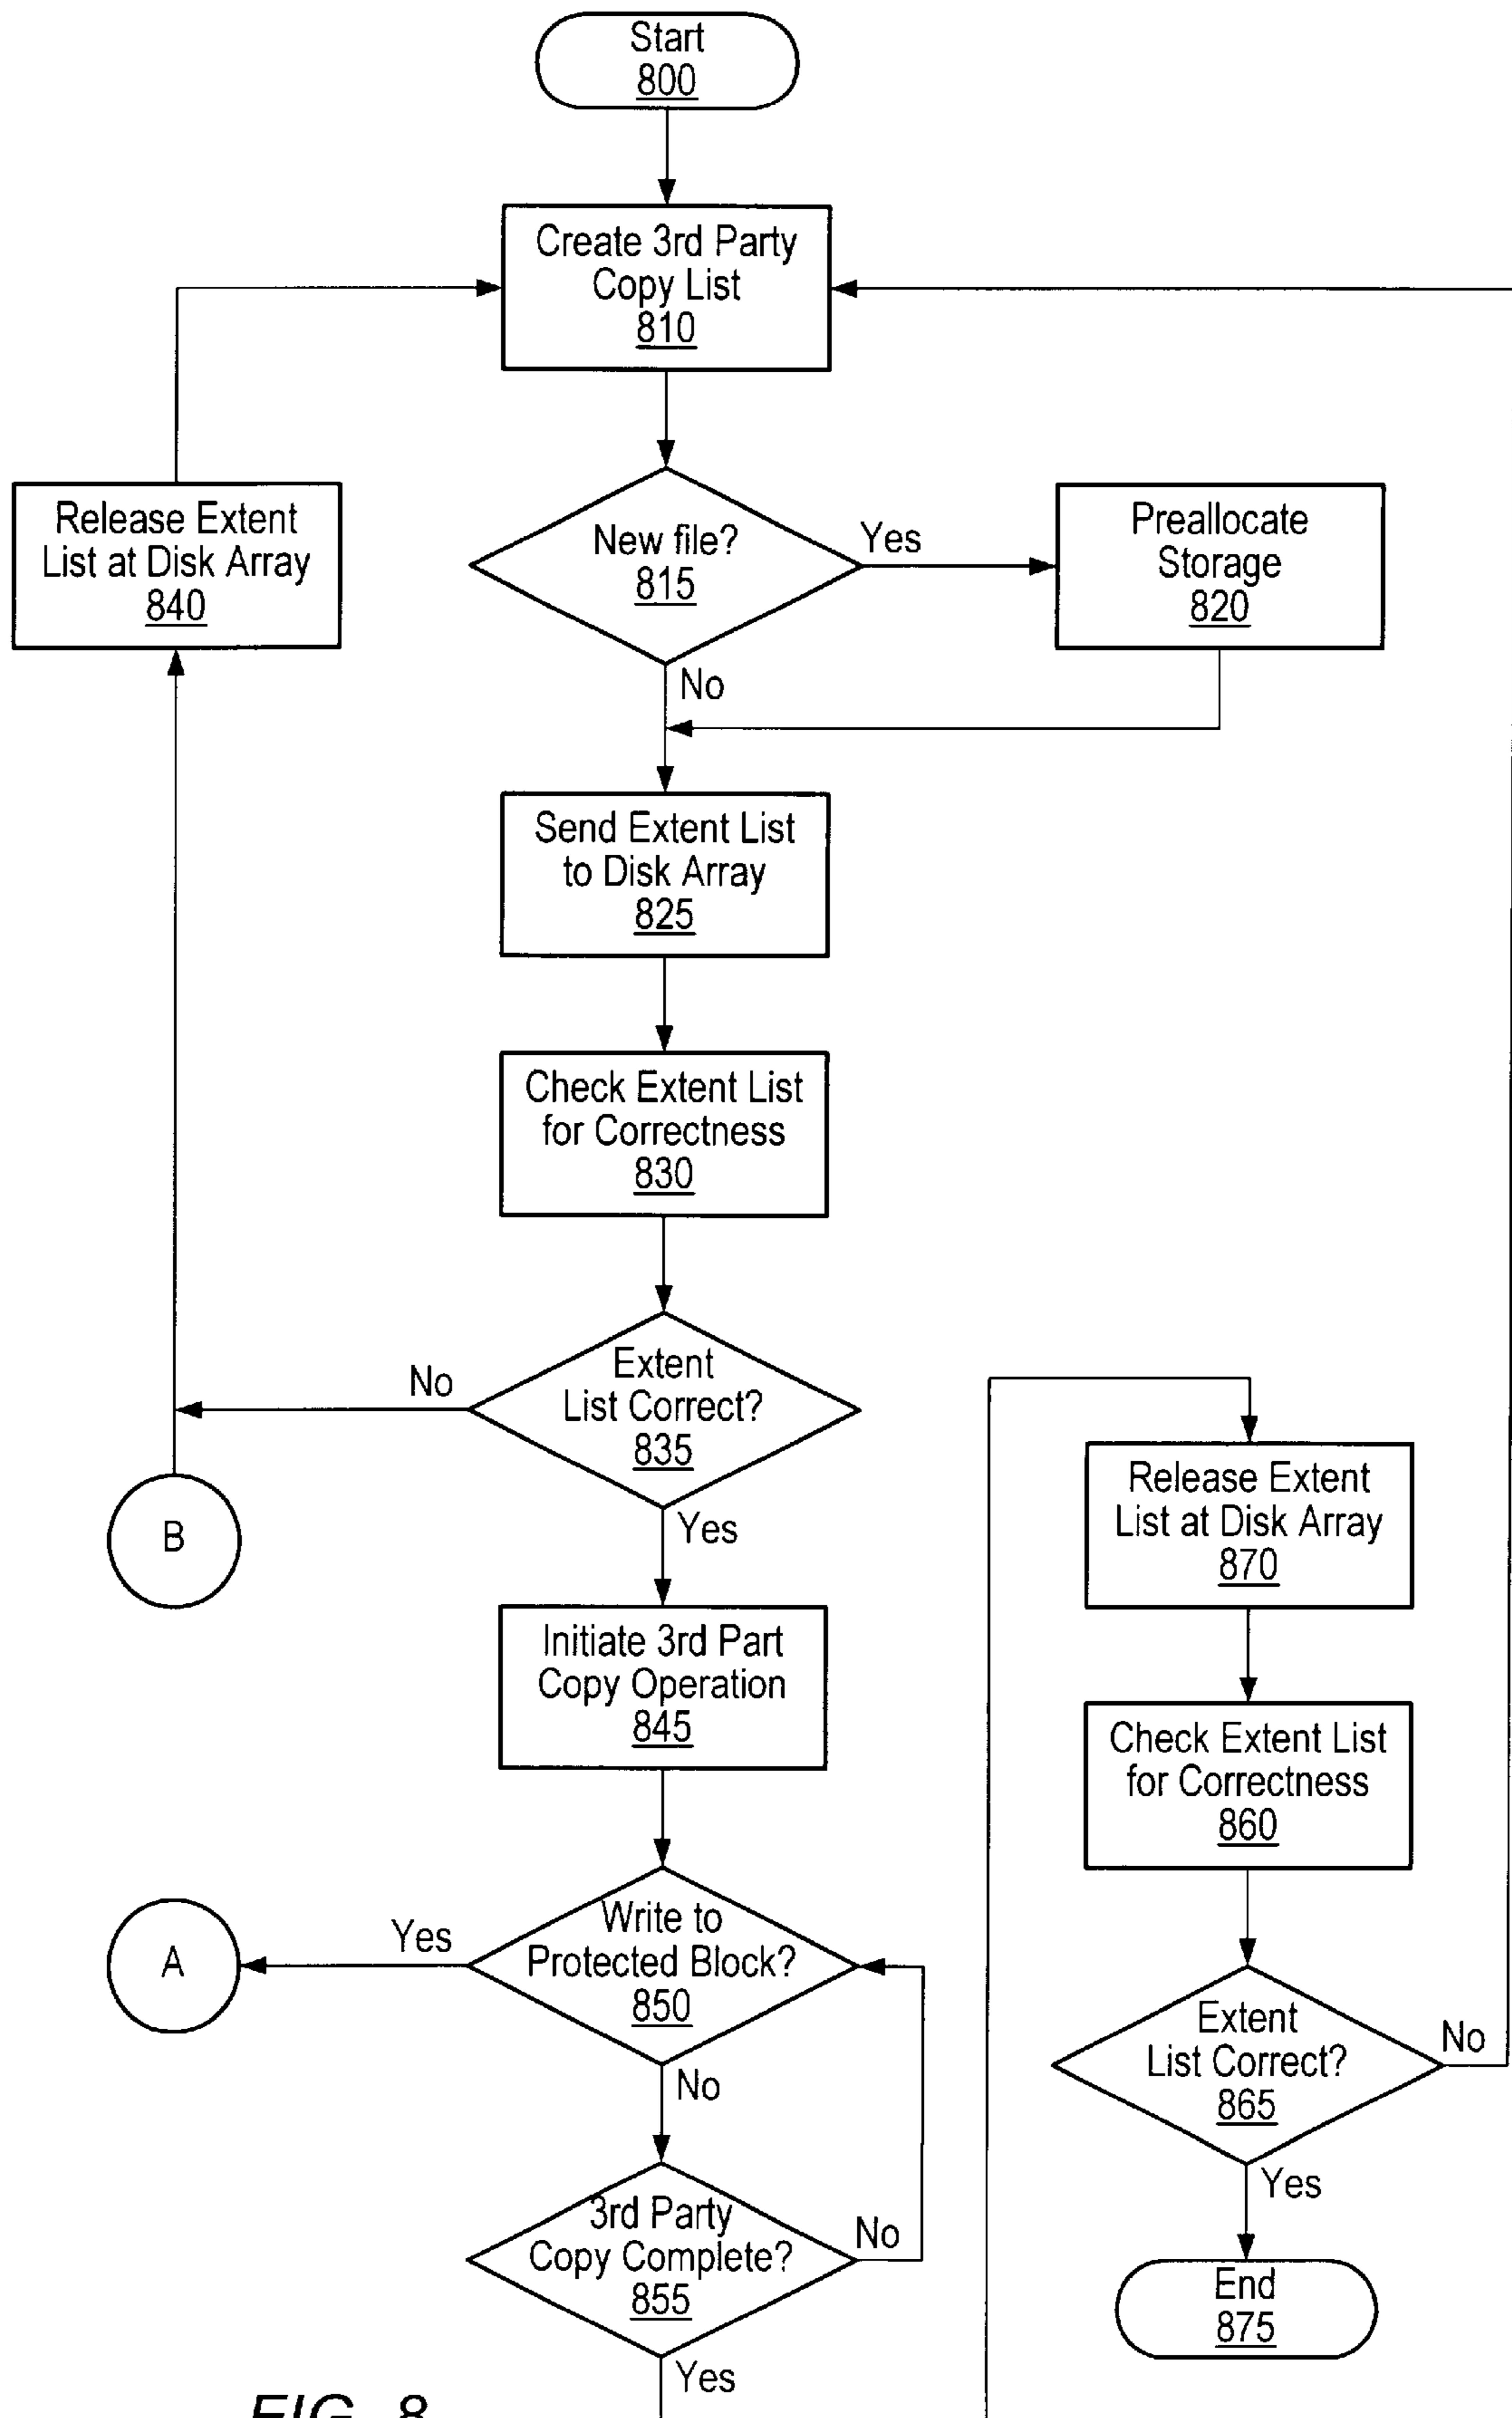 Start
800
Create 3rd Party
Copy List
810
Release Extent
List at Disk Array
840
New file?
815
Yes
Preallocate
Storage
820
No
Send Extent List
to Disk Array
825
Check Extent List
for Correctness
830
Extent
List Correct?
835
No
Yes
B
Initiate 3rd Part
Copy Operation
845
Write to
Protected Block?
850
Yes
A
No
3rd Party
Copy Complete?
855
No
Yes
Release Extent
List at Disk Array
870
Check Extent List
for Correctness
860
Extent
List Correct?
865
No
Yes
End
875
FIG. 8